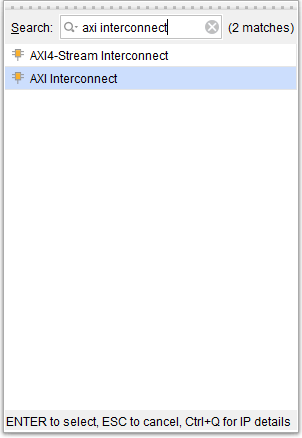 Search: axi interconnect (2 matches)
AXI4-Stream Interconnect
AXI Interconnect
ENTER to select, ESC to cancel, Ctrl+Q for IP details